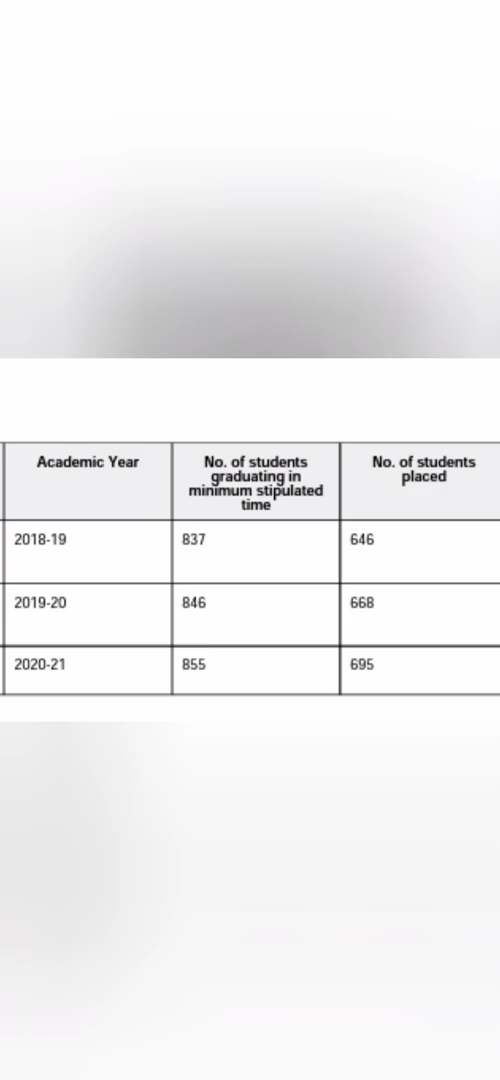 Academic Year No. of students No. of students
graduating in placed
minimum stipulated
time
2018-19 837 646
2019-20 846 668
2020-21 855 695